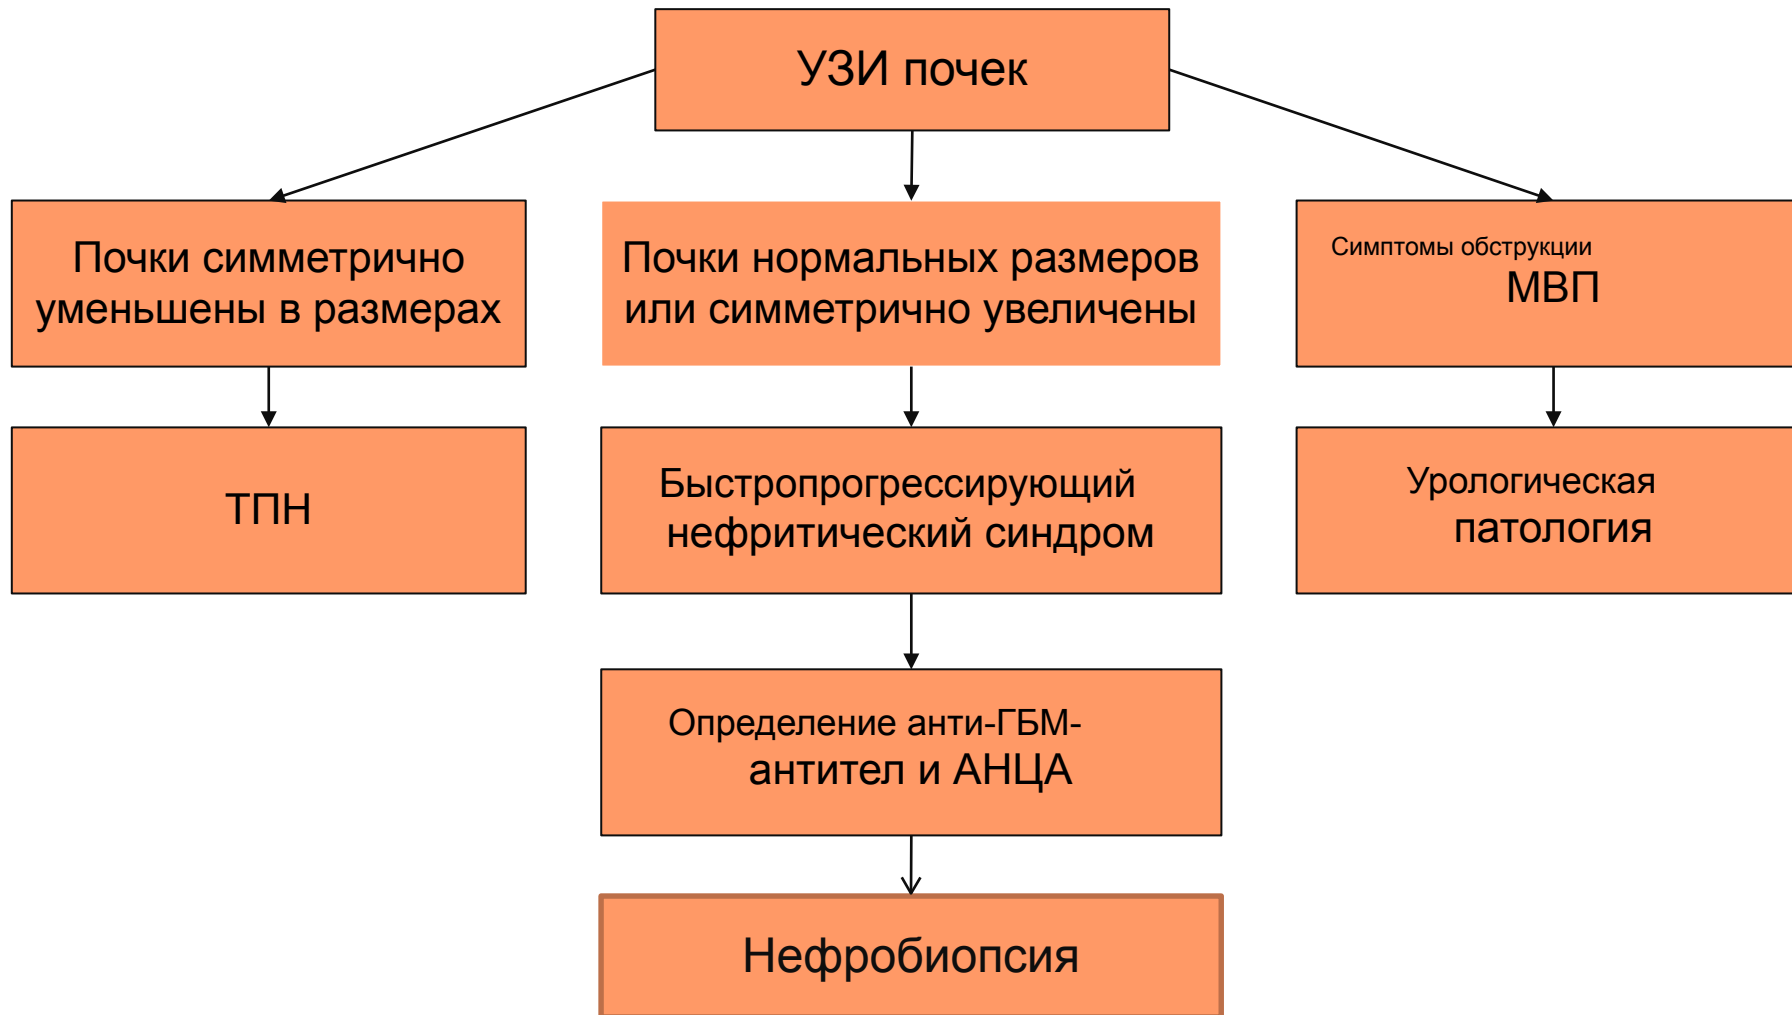 УЗИ почек
Почки симметрично
уменьшены в размерах
Почки нормальных размеров
или симметрично увеличены
Симптомы обструкции
МВП
ТПН
Быстропрогрессирующий
нефритический синдром
Урологическая
патология
Определение анти-ГБМ-
антител и АНЦА
Нефробиопсия